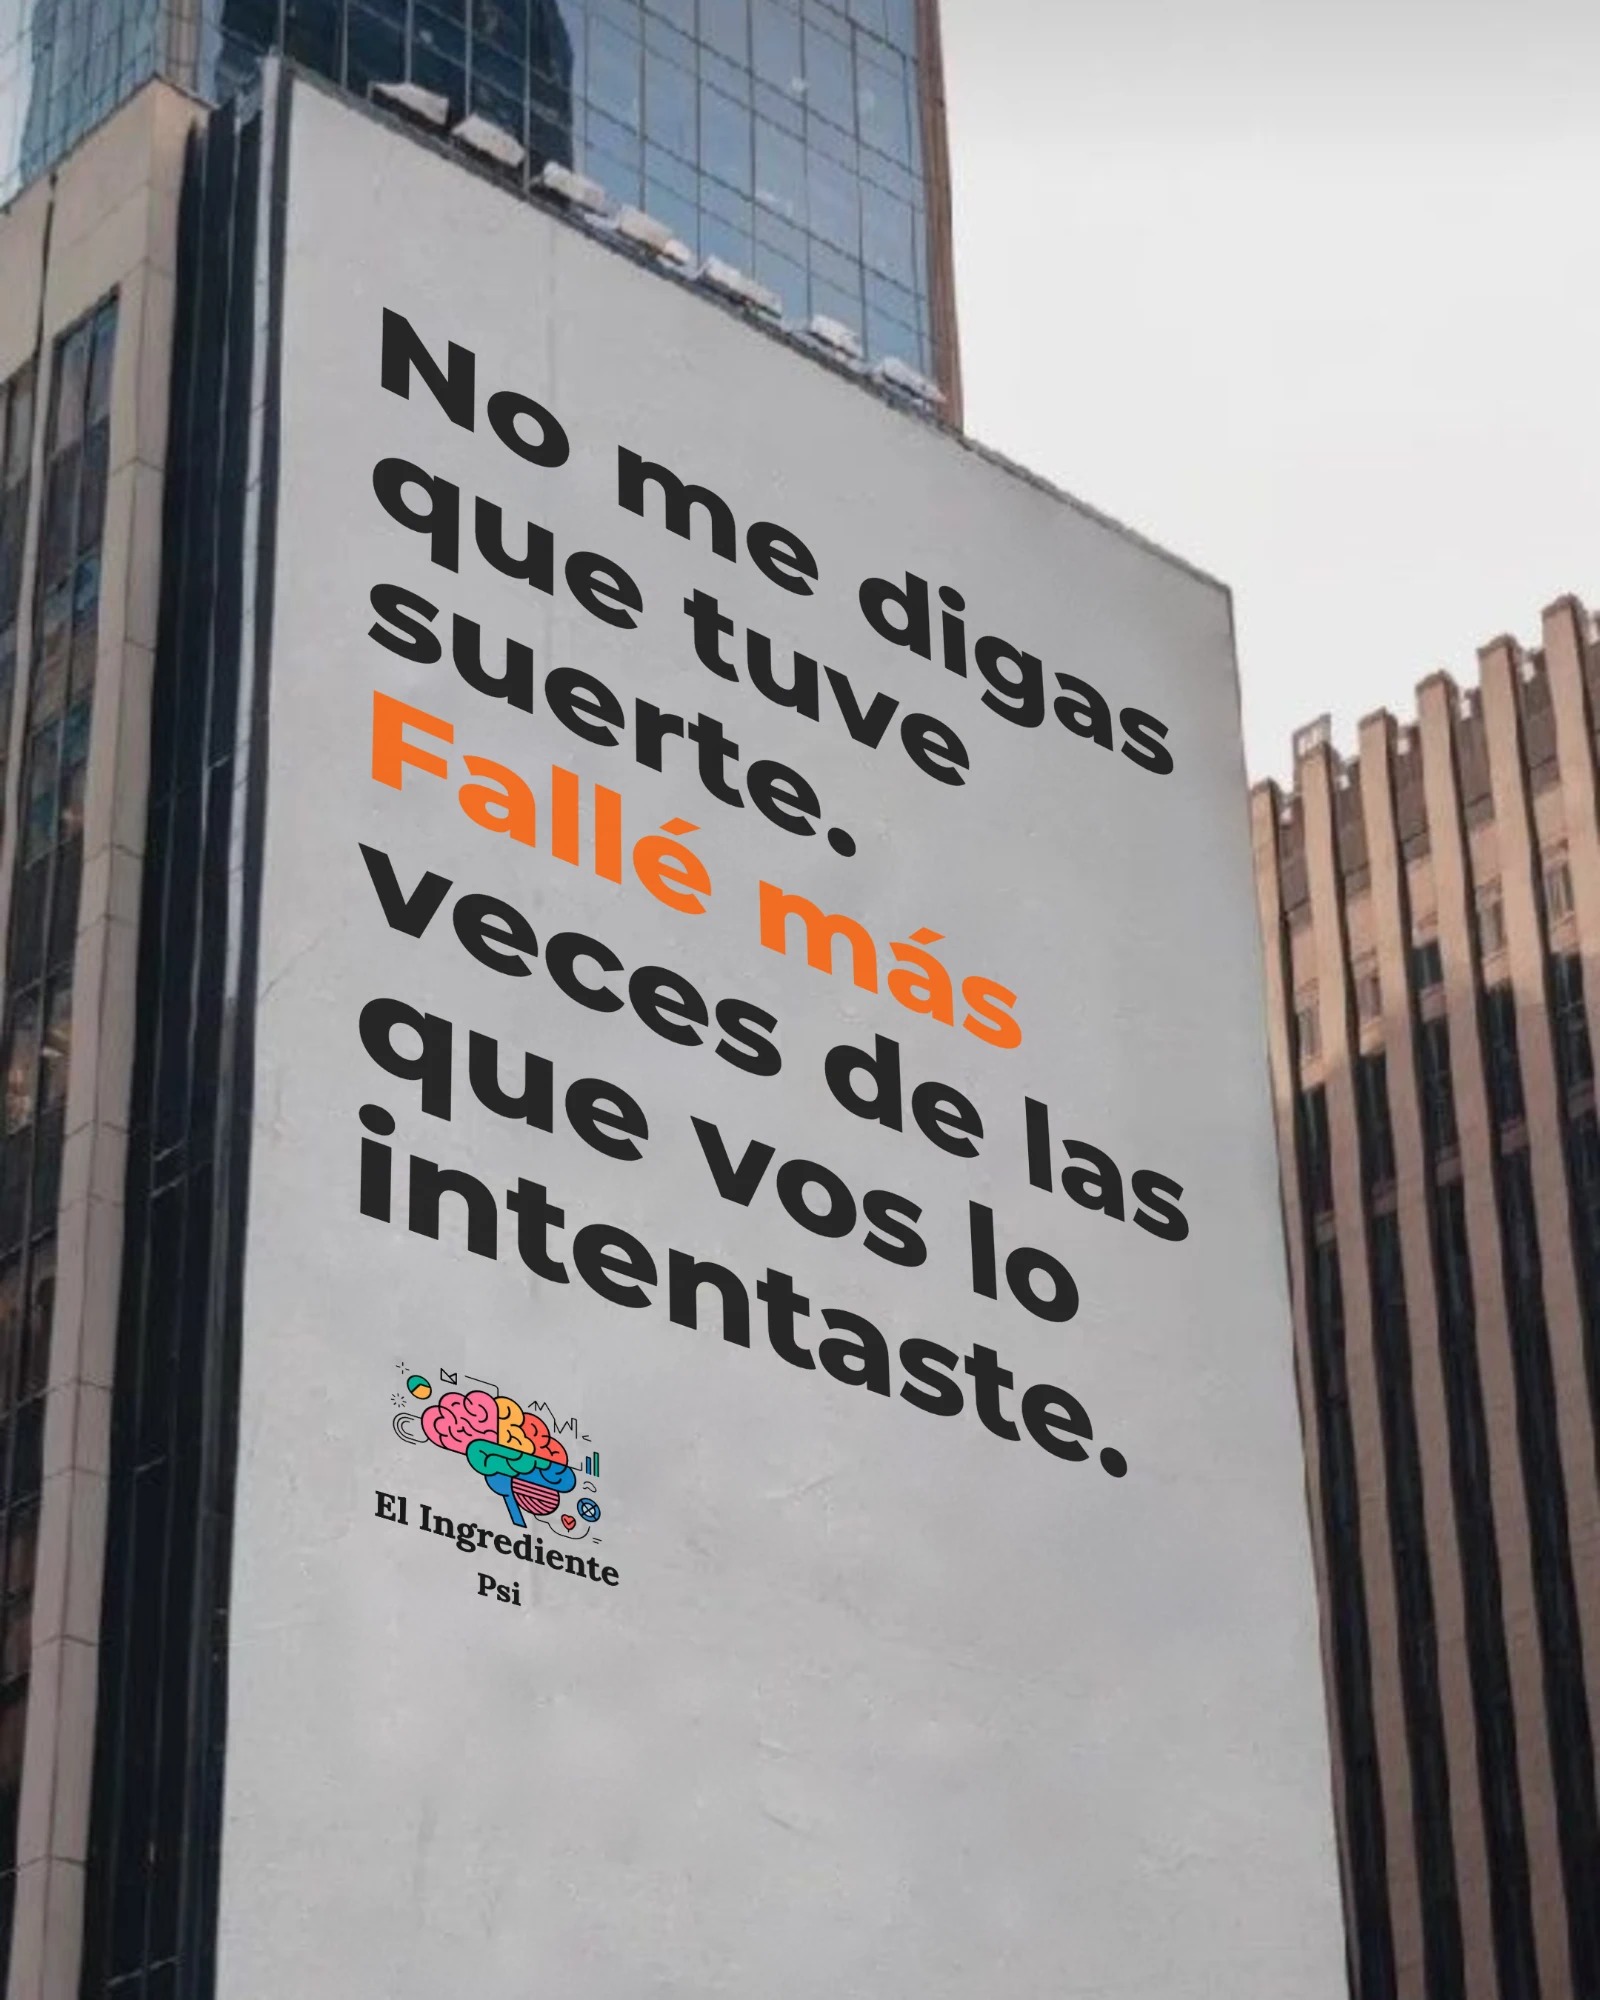 No me digas
que tuve
suerte.
Fallé más
veces de las
que vos lo
intentaste.
El Ingrediente
Psi